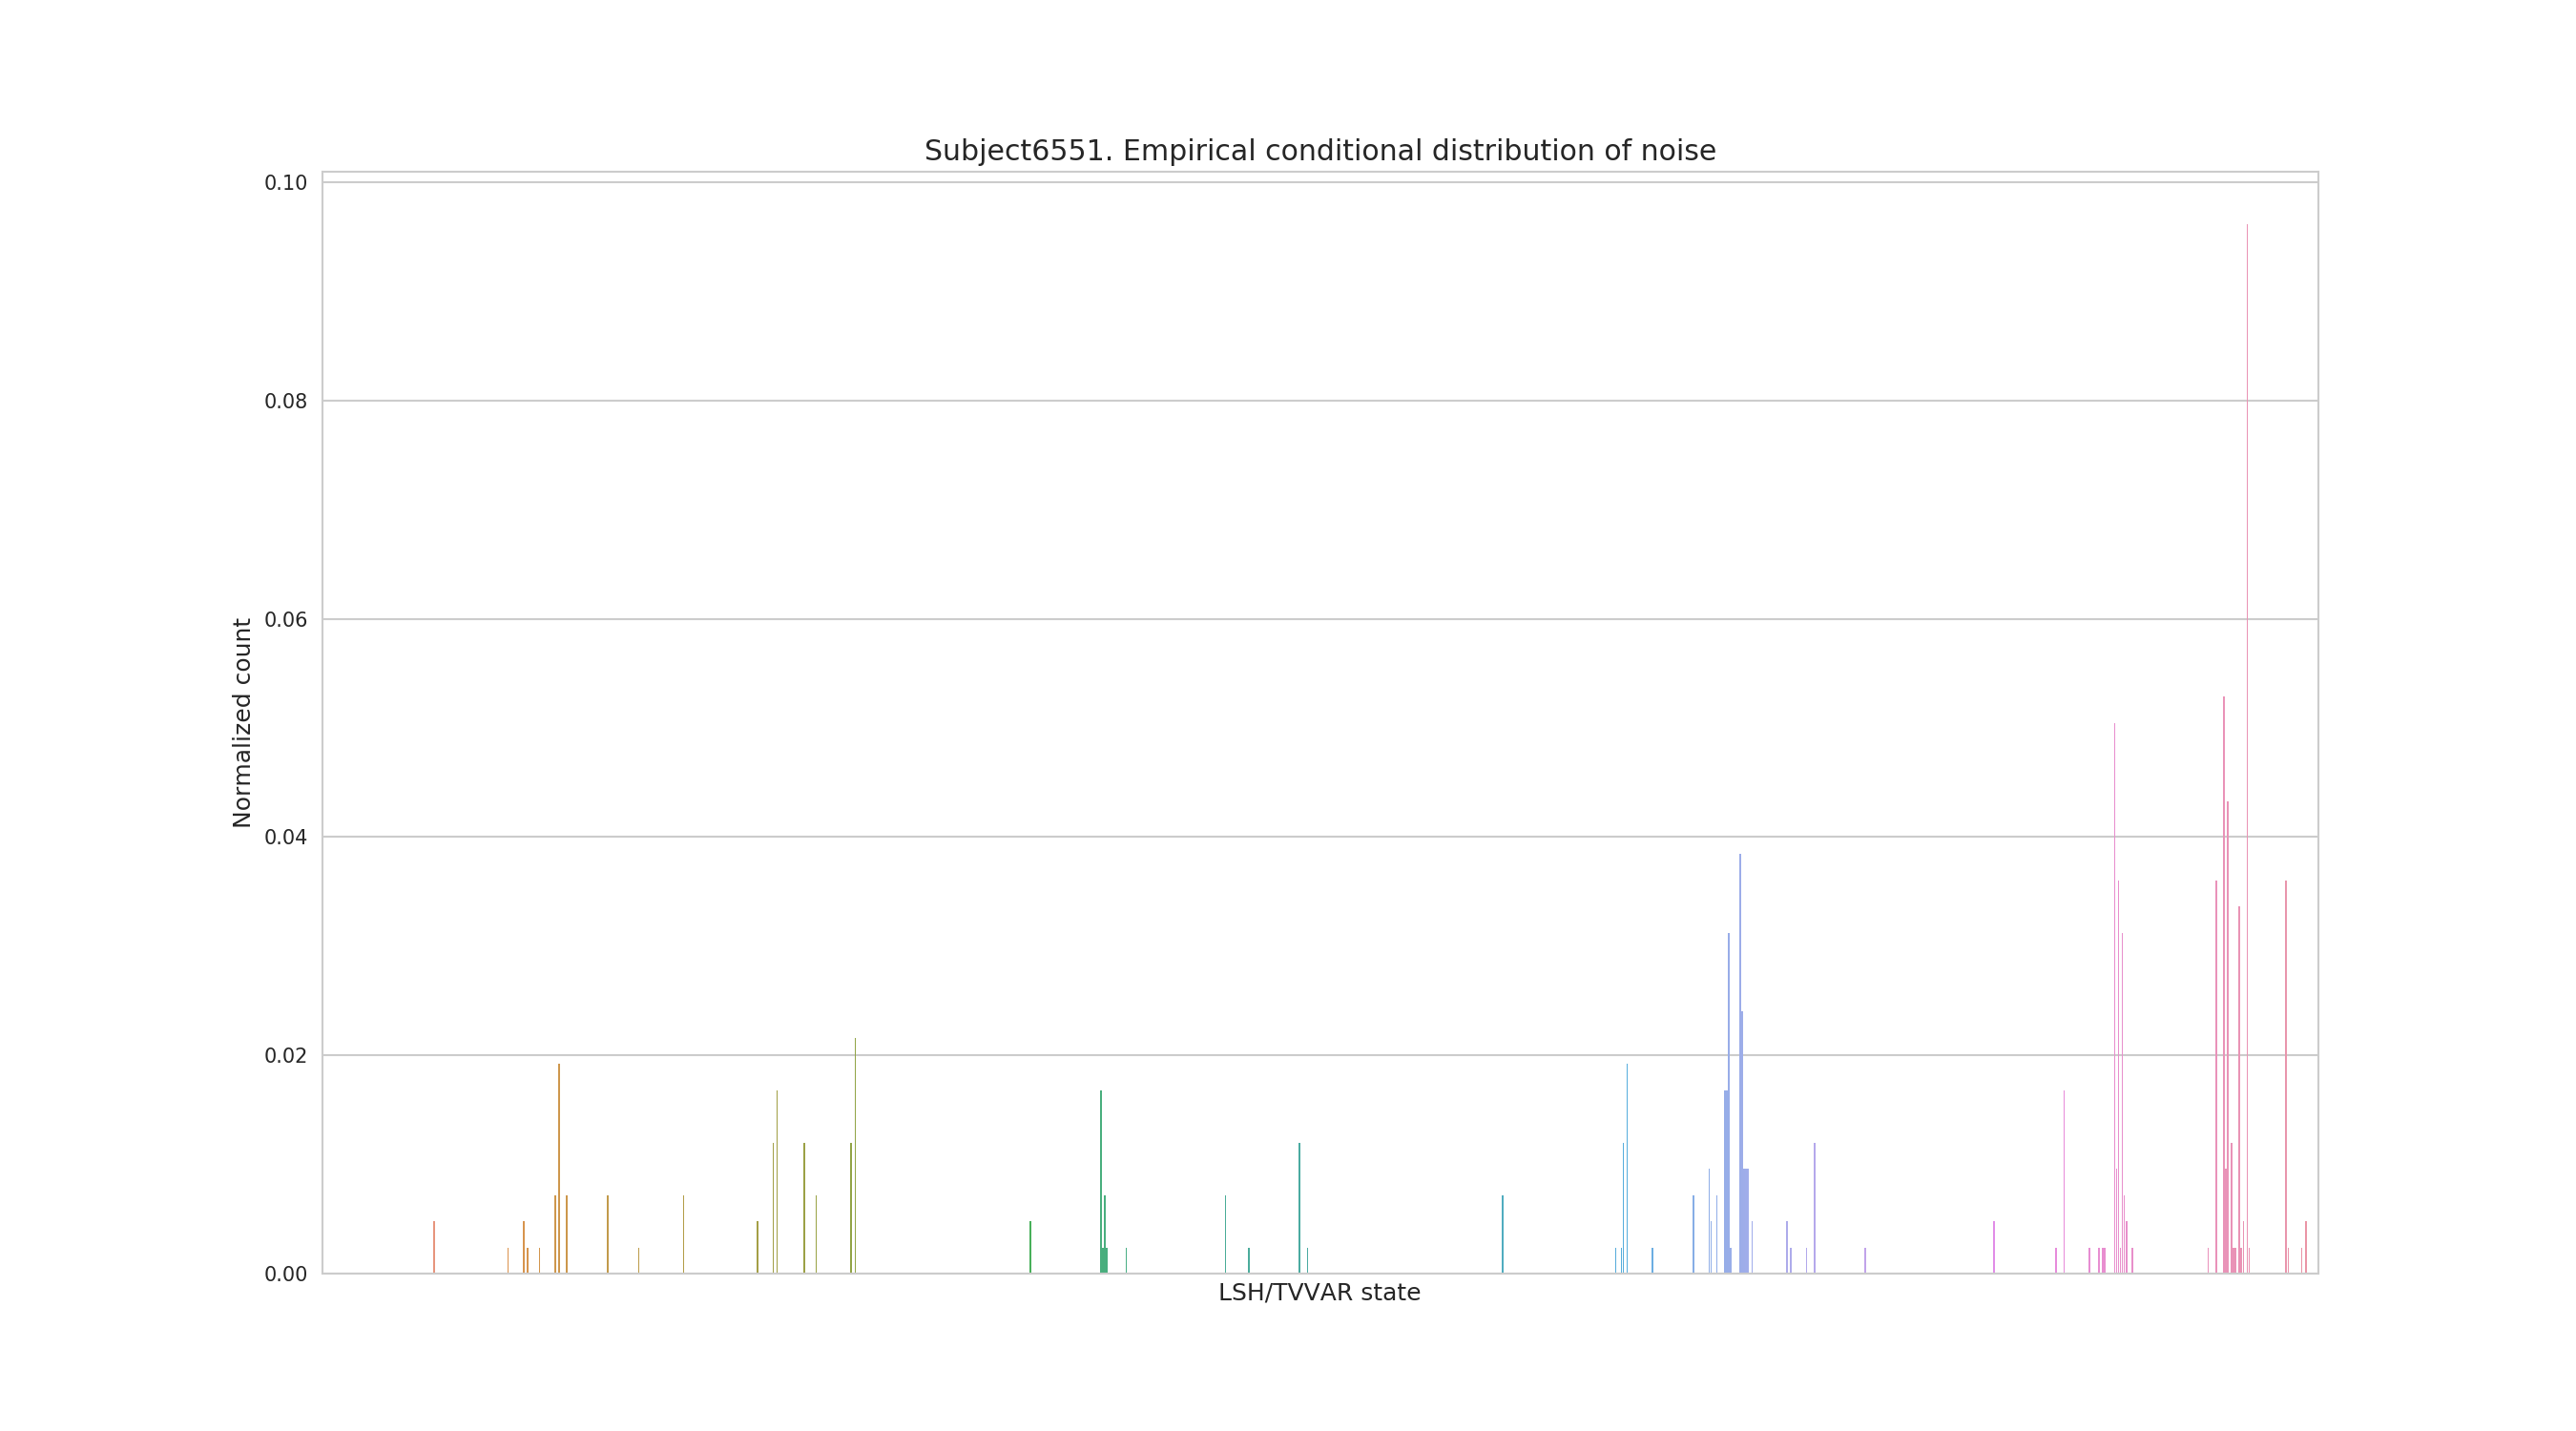 Subject6551. Empirical conditional distribution of noise
0.10
0.08
0.06
0.04
0.02
0.00
Normalized count
LSH/TVVAR state